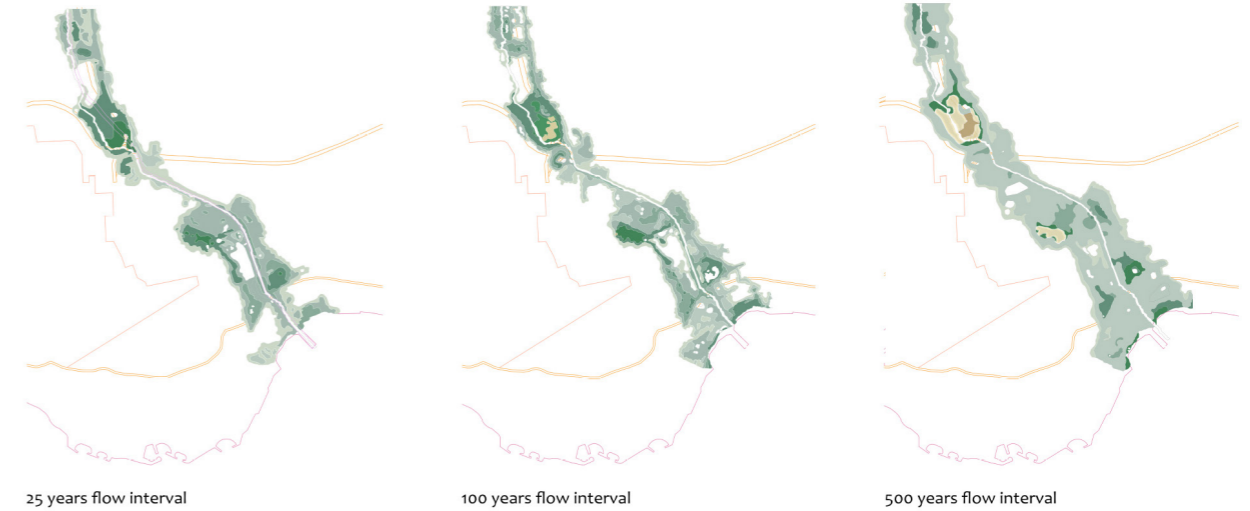 25 years flow interval
100 years flow interval
500 years flow interval